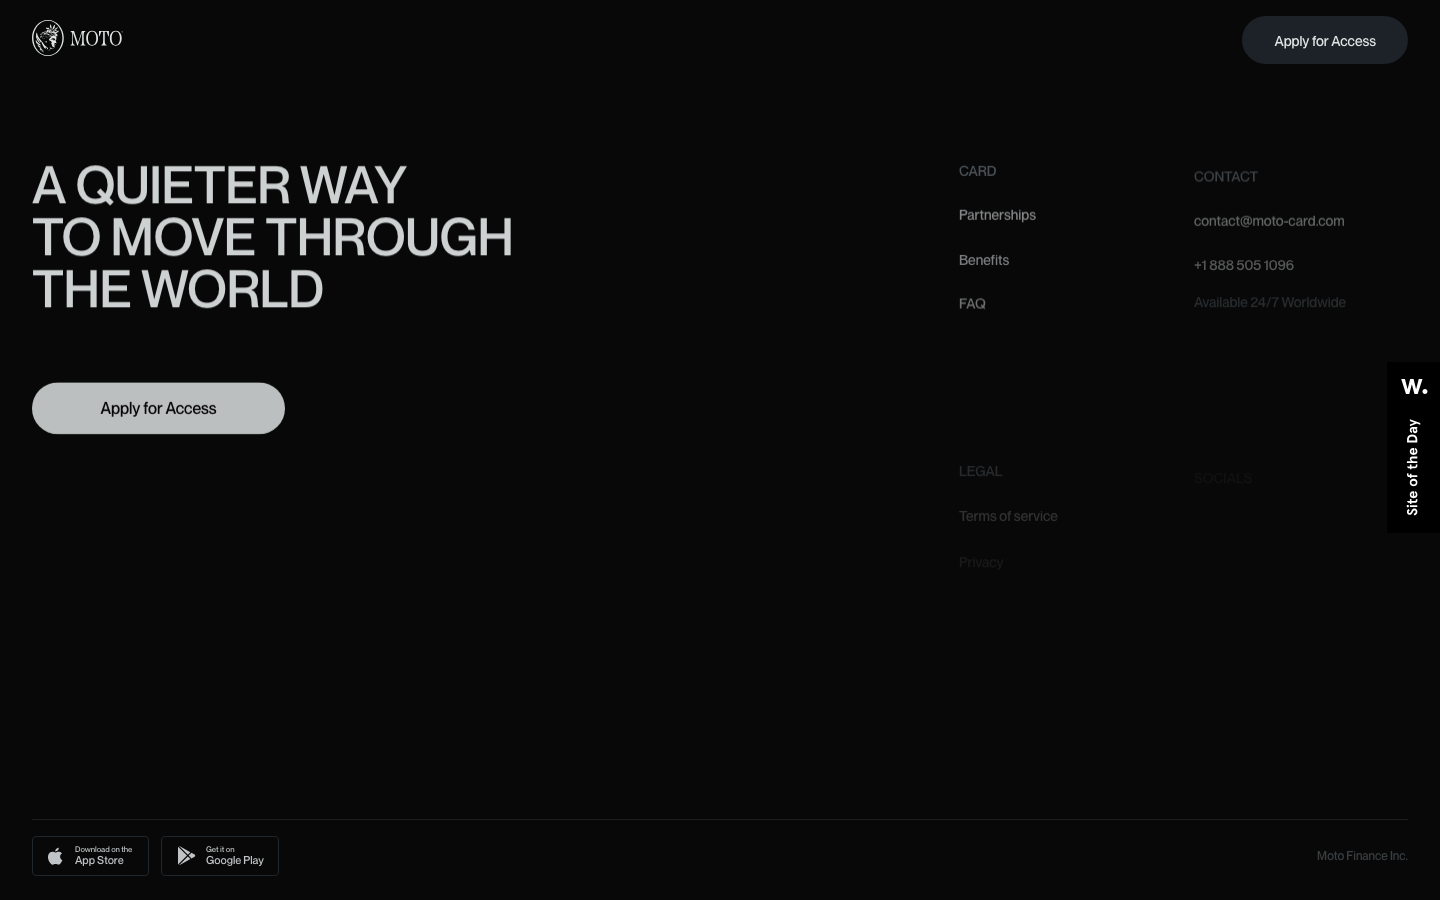 MOTO
Apply for Access
A QUIETER WAY
TO MOVE THROUGH
THE WORLD
Apply for Access
CARD
Partnerships
Benefits
FAQ
CONTACT
contact@moto-card.com
+1 888 505 1096
Available 24/7 Worldwide
LEGAL
Terms of service
Privacy
SOCIALS
W.
Site of the Day
Download on the
App Store
Get it on
Google Play
Moto Finance Inc.